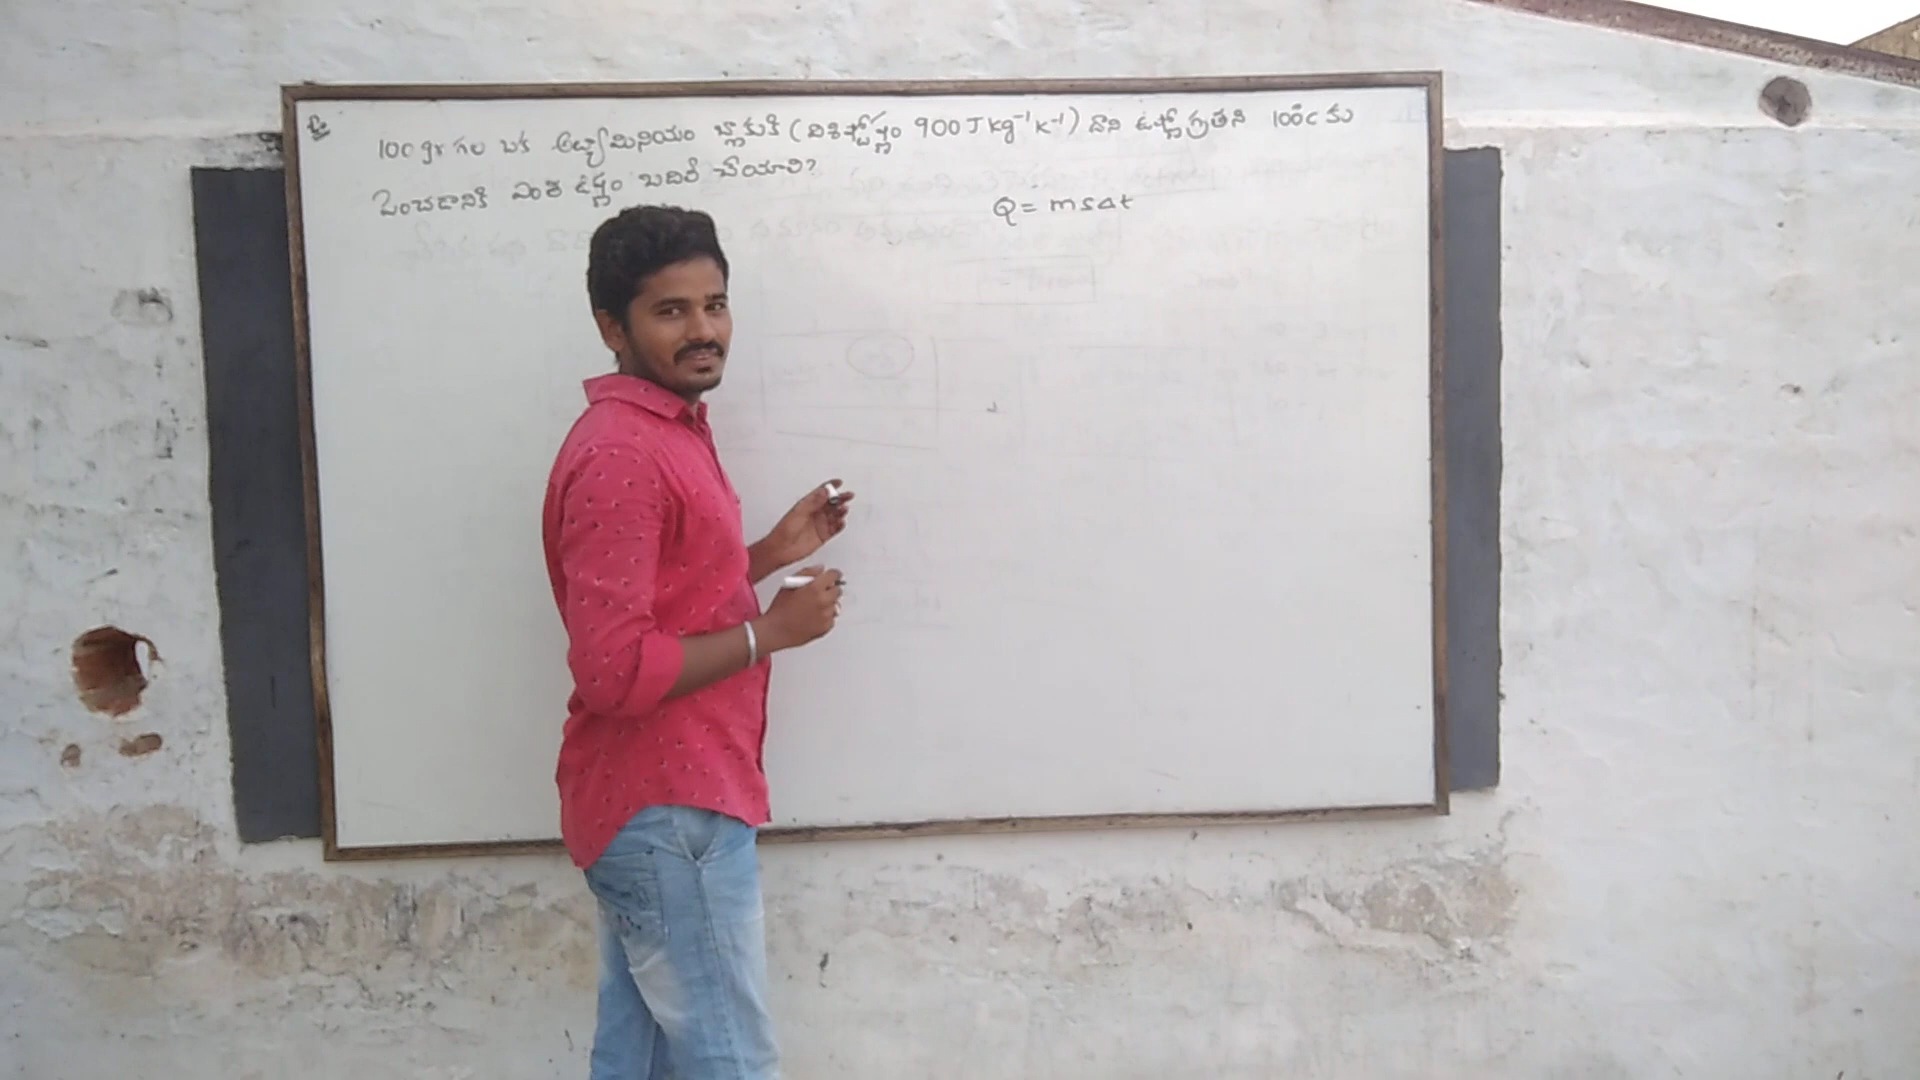 100 gr గల ఒక అల్యూమినియం బ్లాకుకి (విశిష్టోష్ణం 900 J kg⁻¹ K⁻¹) దాని ఉష్ణోగ్రతని 100°C కు
పెంచడానికి ఎంత ఉష్ణం బదిలీ చేయాలి?
Q = msΔt